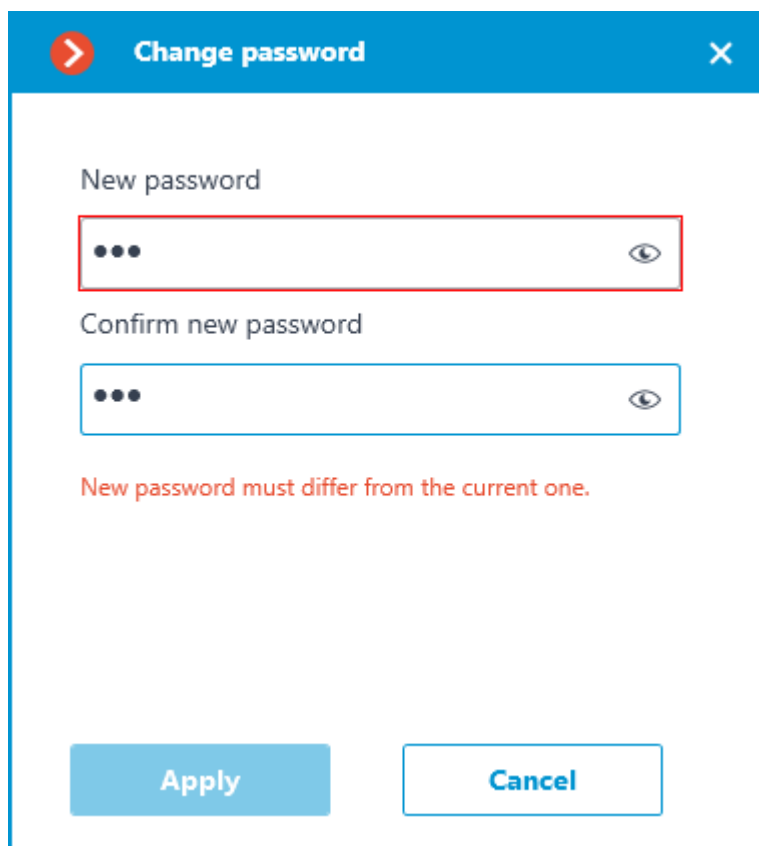 Change password
New password
•••
Confirm new password
•••
New password must differ from the current one.
Apply
Cancel